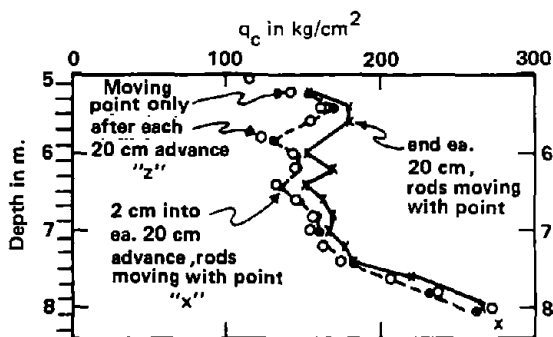 q_c in kg/cm²
0 100 200 300
5
6
7
8
Depth in m.
Moving
point only
after each
20 cm advance
"z"
2 cm into
ea. 20 cm
advance, rods
moving with point
"x"
end ea.
20 cm,
rods moving
with point
5
6
7
8